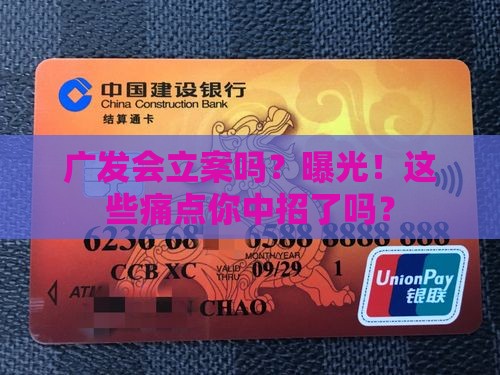 中国建设银行
China Construction Bank
结算通卡
广发会立案吗？曝光！这
些痛点你中招了吗？
6236 68 6588 8888 888
MONTH/YEAR
CCB XC VALID THRU 09/29 1
ATM
CHAO
UnionPay
银联